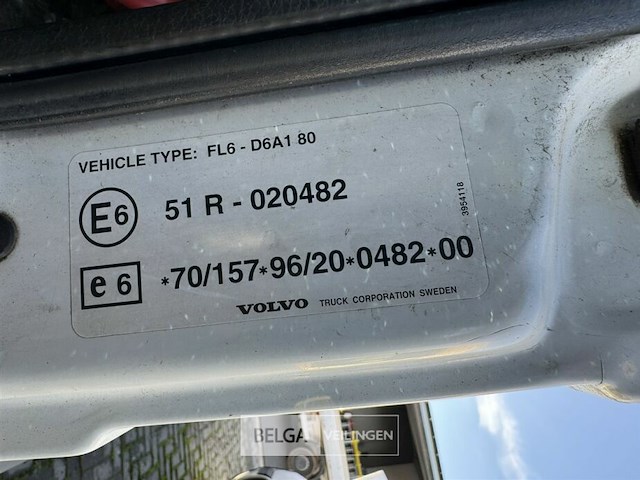 VEHICLE TYPE: FL6 - D6A1 80
E6 51 R - 020482
e 6 *70/157*96/20*0482*00
VOLVO TRUCK CORPORATION SWEDEN
3954118
BELGA VEILINGEN